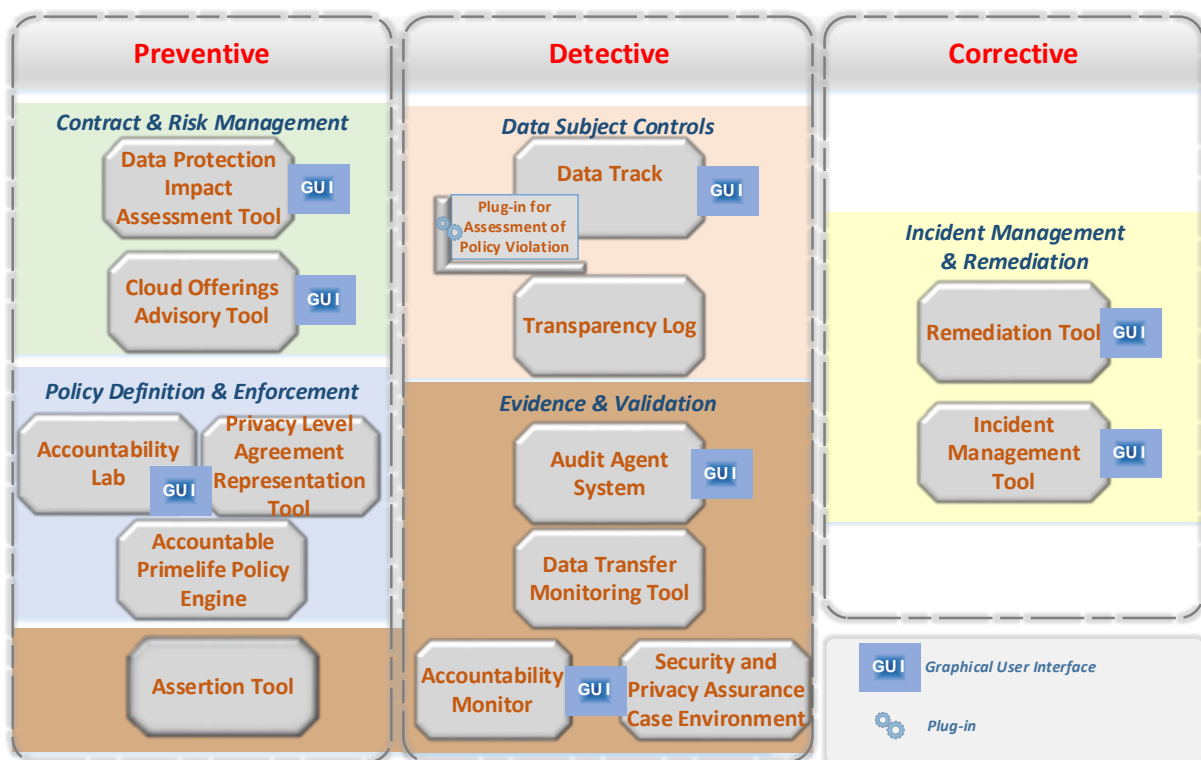 Preventive
Contract & Risk Management
Data Protection
Impact
Assessment Tool
GUI
Cloud Offerings
Advisory Tool
GUI
Policy Definition & Enforcement
Accountability
Lab
GUI
Privacy Level
Agreement
Representation
Tool
Accountable
Primelife Policy
Engine
Assertion Tool
Detective
Data Subject Controls
Data Track
GUI
Plug-in for
Assessment of
Policy Violation
Transparency Log
Evidence & Validation
Audit Agent
System
GUI
Data Transfer
Monitoring Tool
Accountability
Monitor
GUI
Security and
Privacy Assurance
Case Environment
Corrective
Incident Management
& Remediation
Remediation Tool
GUI
Incident
Management
Tool
GUI
GUI
Graphical User Interface
Plug-in